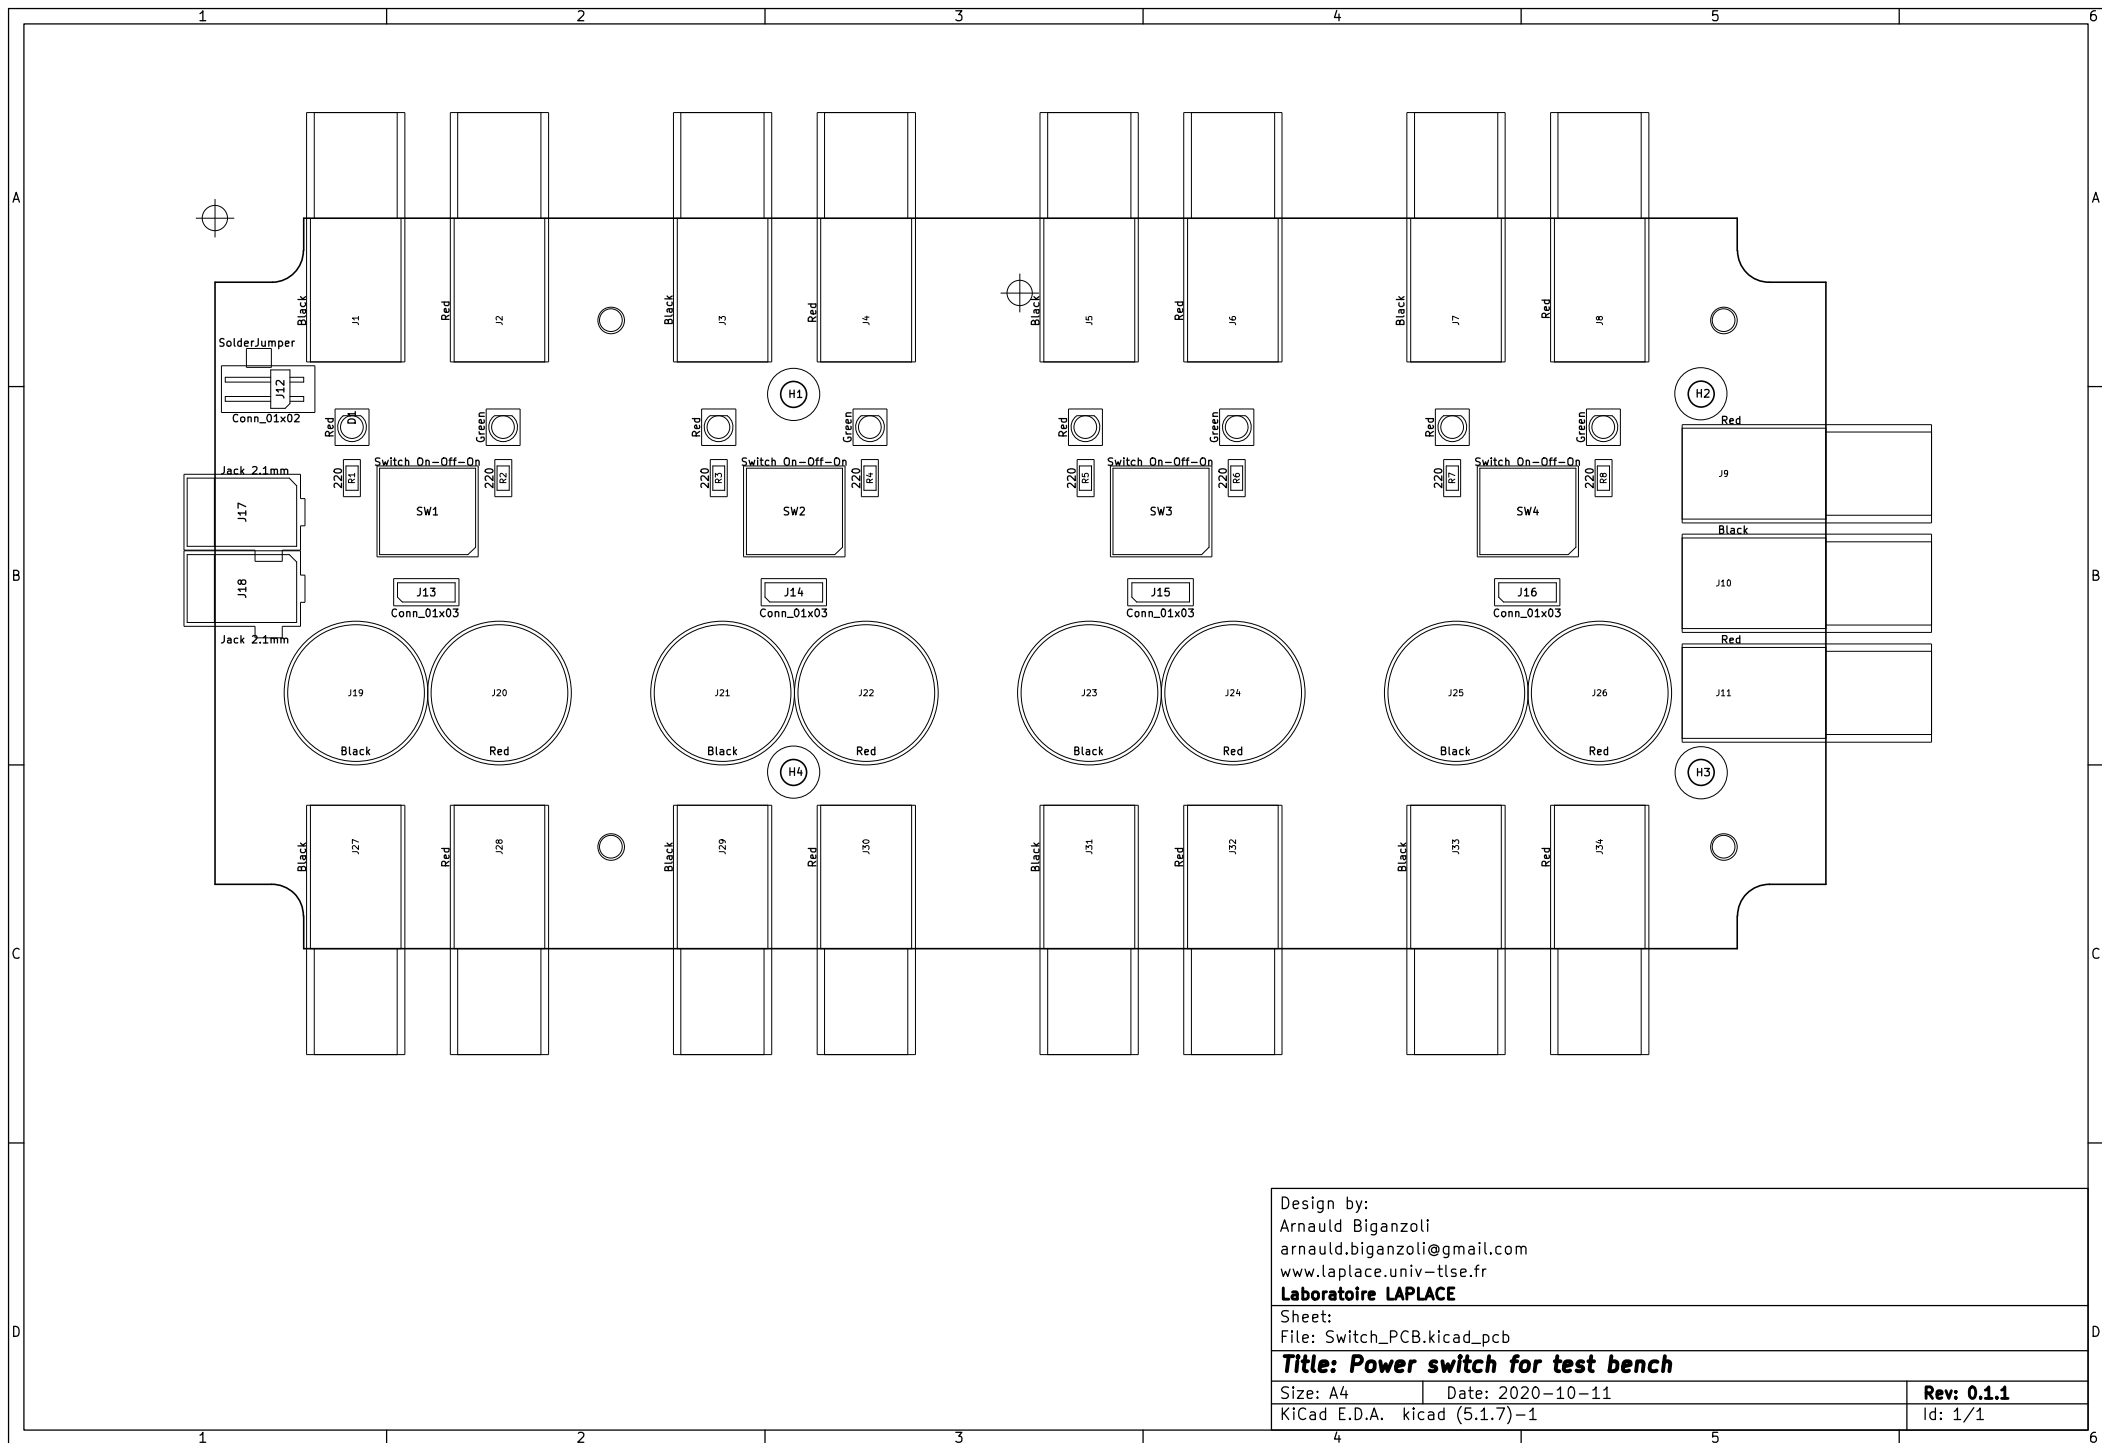 1 2 3 4 5 6
A A
Black J1 Red J2 Black J3 Red J4 Black J5 Red J6 Black J7 Red J8
SolderJumper
J12
Conn_01x02
H1 H2
Red D1 Green Red Green Red Green Red Green
Red
J9
Jack 2.1mm
Switch On-Off-On Switch On-Off-On Switch On-Off-On Switch On-Off-On
220 R1 220 R2 220 R3 220 R4 220 R5 220 R6 220 R7 220 R8
J17 SW1 SW2 SW3 SW4
Black
J10
B B
J18 J13 J14 J15 J16
Conn_01x03 Conn_01x03 Conn_01x03 Conn_01x03
Jack 2.1mm
Red
J19 J20 J21 J22 J23 J24 J25 J26 J11
Black Red Black Red Black Red Black Red
H4 H3
Black J27 Red J28 Black J29 Red J30 Black J31 Red J32 Black J33 Red J34
C C
Design by:
Arnauld Biganzoli
arnauld.biganzoli@gmail.com
www.laplace.univ-tlse.fr
Laboratoire LAPLACE
Sheet:
File: Switch_PCB.kicad_pcb
D D
Title: Power switch for test bench
Size: A4 Date: 2020-10-11 Rev: 0.1.1
KiCad E.D.A. kicad (5.1.7)-1 Id: 1/1
1 2 3 4 5 6